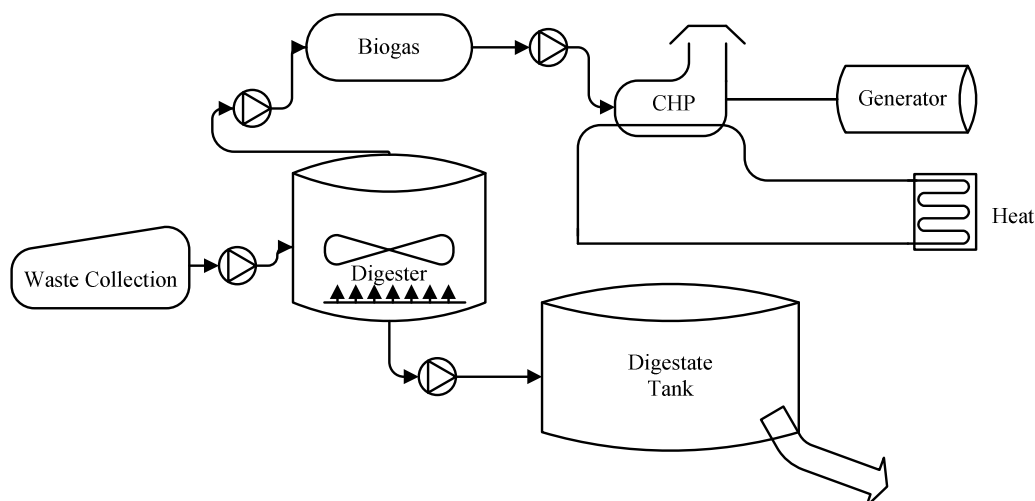 Biogas
CHP
Generator
Heat
Waste Collection
Digester
Digestate
Tank